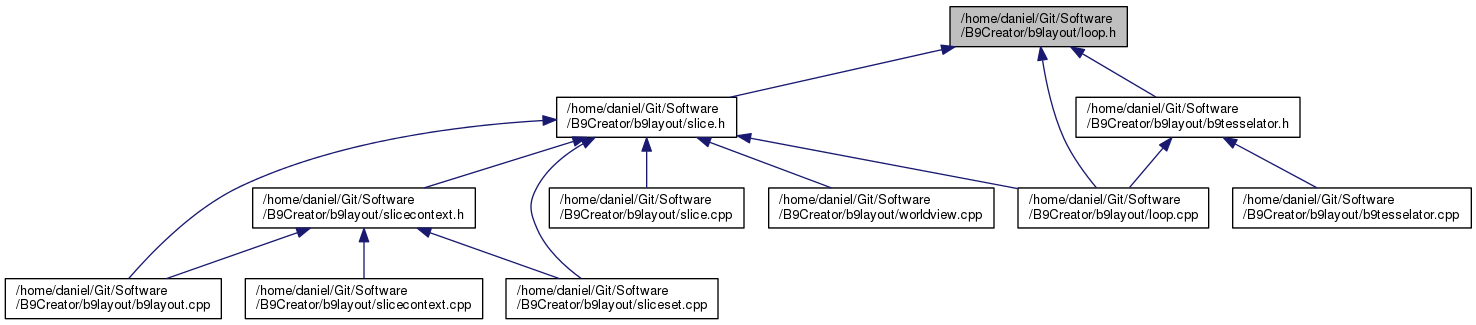 /home/daniel/Git/Software
/B9Creator/b9layout/loop.h
/home/daniel/Git/Software
/B9Creator/b9layout/slice.h
/home/daniel/Git/Software
/B9Creator/b9layout/b9tesselator.h
/home/daniel/Git/Software
/B9Creator/b9layout/slicecontext.h
/home/daniel/Git/Software
/B9Creator/b9layout/slice.cpp
/home/daniel/Git/Software
/B9Creator/b9layout/worldview.cpp
/home/daniel/Git/Software
/B9Creator/b9layout/loop.cpp
/home/daniel/Git/Software
/B9Creator/b9layout/b9tesselator.cpp
/home/daniel/Git/Software
/B9Creator/b9layout/b9layout.cpp
/home/daniel/Git/Software
/B9Creator/b9layout/slicecontext.cpp
/home/daniel/Git/Software
/B9Creator/b9layout/sliceset.cpp